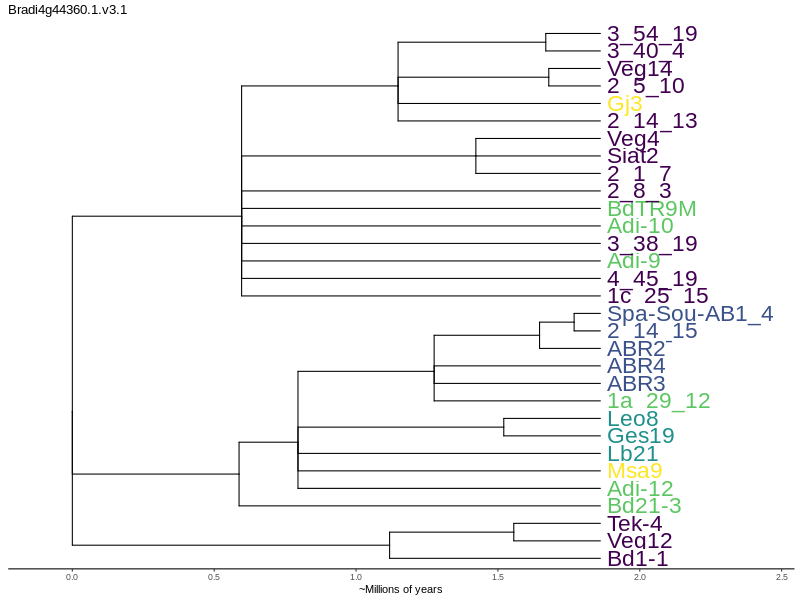 Bradi4g44360.1.v3.1
3_54_19
3_40_4
Veg14
2_5_10
Gj3
2_14_13
Veg4
Siat2
2_1_7
2_8_3
BdTR9M
Adi-10
3_38_19
Adi-9
4_45_19
1c_25_15
Spa-Sou-AB1_4
2_14_15
ABR2
ABR4
ABR3
1a_29_12
Leo8
Ges19
Lb21
Msa9
Adi-12
Bd21-3
Tek-4
Veg12
Bd1-1
0.0 0.5 1.0 1.5 2.0 2.5
~Millions of years